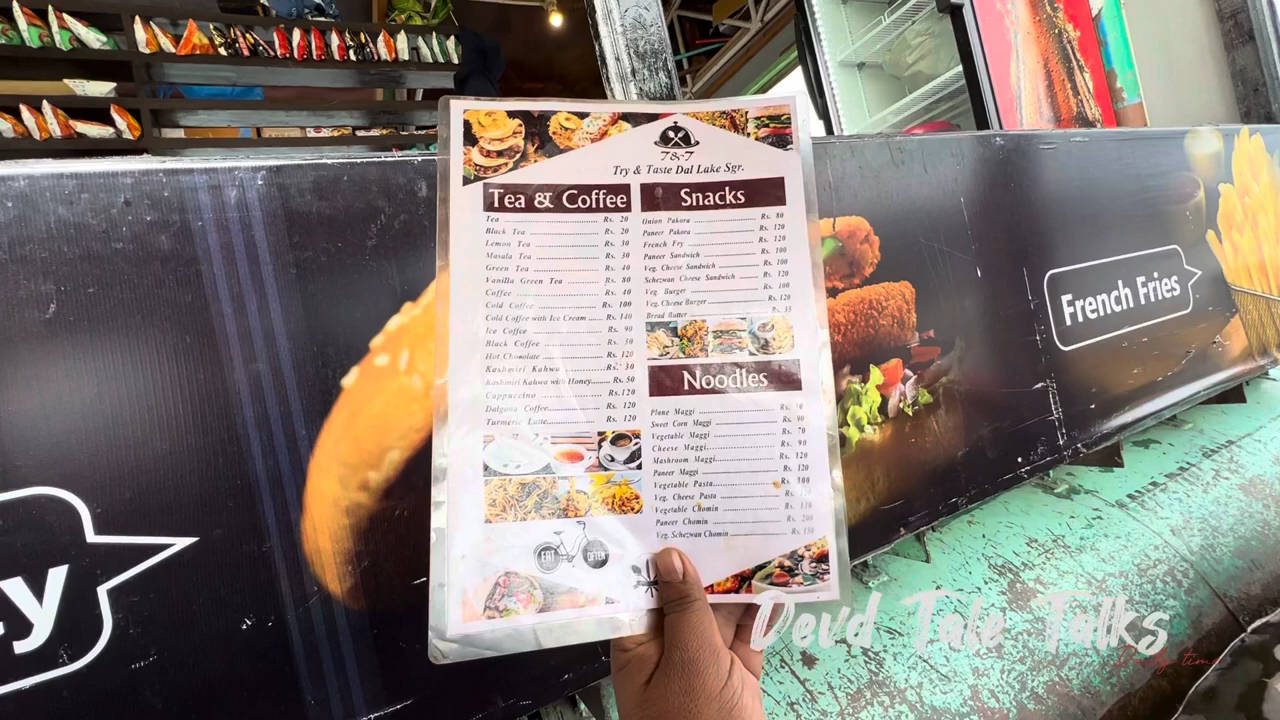 7&7
Try & Taste Dal Lake Sgr.
Tea & Coffee
Tea Rs. 20
Black Tea Rs. 20
Lemon Tea Rs. 30
Masala Tea Rs. 30
Green Tea Rs. 40
Vanilla Green Tea Rs. 80
Coffee Rs. 40
Cold Coffee Rs. 100
Cold Coffee with Ice Cream Rs. 140
Ice Coffee Rs. 90
Black Coffee Rs. 30
Hot Chocolate Rs. 120
Kashmiri Kahwa Rs. 30
Kashmiri Kahwa with Honey Rs. 50
Cappuccino Rs. 120
Dalgona Coffee Rs. 120
Turmeric Latte Rs. 120
EAT OFTEN
Snacks
Onion Pakora Rs. 80
Paneer Pakora Rs. 120
French Fry Rs. 120
Paneer Sandwich Rs. 100
Veg. Cheese Sandwich Rs. 100
Schezwan Cheese Sandwich Rs. 120
Veg. Burger Rs. 100
Veg. Cheese Burger Rs. 120
Bread Butter Rs. 35
Noodles
Plane Maggi Rs.
Sweet Corn Maggi Rs. 90
Vegetable Maggi Rs. 70
Cheese Maggi Rs. 90
Mashroom Maggi Rs. 120
Paneer Maggi Rs. 120
Vegetable Pasta Rs. 100
Veg. Cheese Pasta Rs.
Vegetable Chomin Rs. 150
Paneer Chomin Rs. 200
Veg. Schezwan Chomin Rs. 150
French Fries
Devd Tale Talks